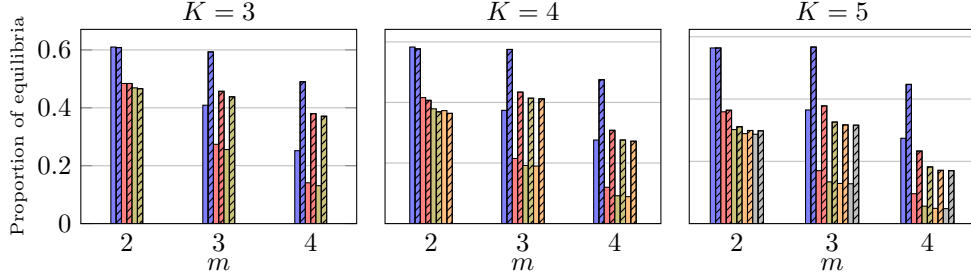 K = 3
K = 4
K = 5
Proportion of equilibria
0.6
0.4
0.2
0
2 3 4
2 3 4
2 3 4
m
m
m